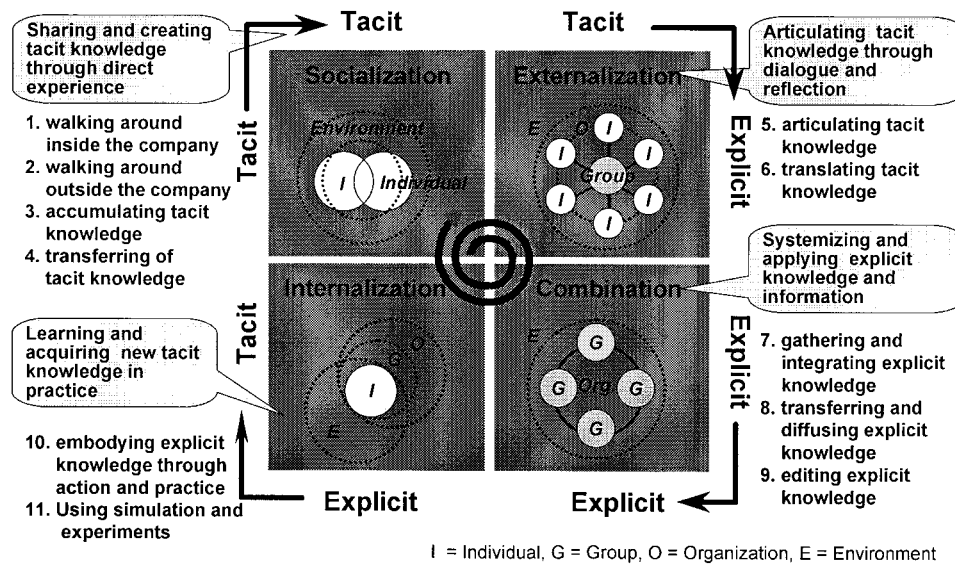 Tacit
Tacit
Sharing and creating
tacit knowledge
through direct
experience
Articulating tacit
knowledge through
dialogue and
reflection
Socialization
Externalization
Tacit
Explicit
1. walking around
inside the company
2. walking around
outside the company
3. accumulating tacit
knowledge
4. transferring of
tacit knowledge
Environment
I
Individual
E
O
I
I
I
Group
I
I
I
5. articulating tacit
knowledge
6. translating tacit
knowledge
Systemizing and
applying explicit
knowledge and
information
Internalization
Combination
Tacit
Explicit
Learning and
acquiring new tacit
knowledge in
practice
O
G
I
E
E
G
G
Org
G
G
7. gathering and
integrating explicit
knowledge
8. transferring and
diffusing explicit
knowledge
9. editing explicit
knowledge
10. embodying explicit
knowledge through
action and practice
11. Using simulation and
experiments
Explicit
Explicit
I = Individual, G = Group, O = Organization, E = Environment